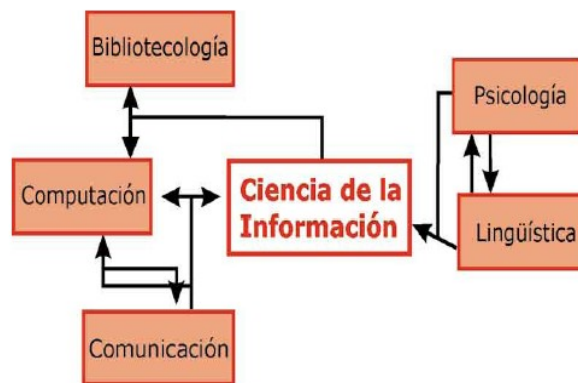 Bibliotecología
Psicología
Computación
Ciencia de la
Información
Lingüística
Comunicación